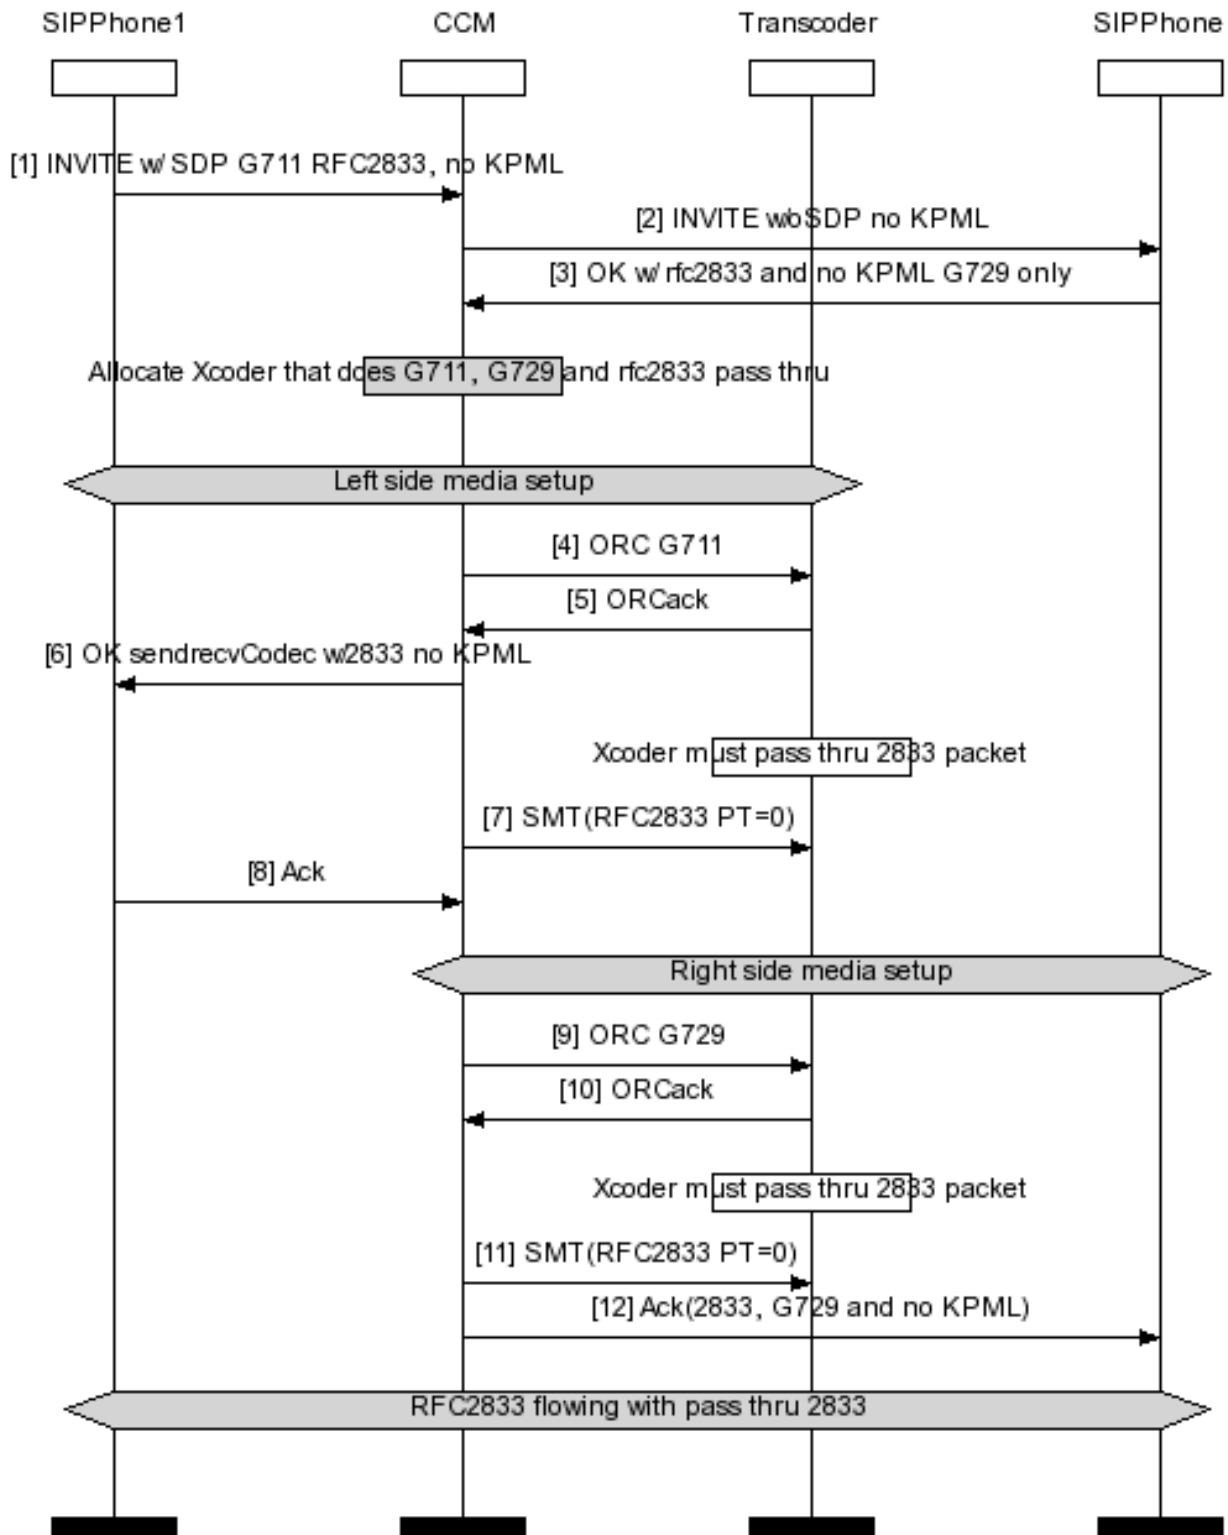 SIPPhone1 CCM Transcoder SIPPhone
[1] INVITE w/ SDP G711 RFC2833, no KPML
[2] INVITE w/o SDP no KPML
[3] OK w/ rfc2833 and no KPML G729 only
Allocate Xcoder that does G711, G729 and rfc2833 pass thru
Left side media setup
[4] ORC G711
[5] ORCack
[6] OK sendrecvCodec w2833 no KPML
Xcoder must pass thru 2833 packet
[7] SMT(RFC2833 PT=0)
[8] Ack
Right side media setup
[9] ORC G729
[10] ORCack
Xcoder must pass thru 2833 packet
[11] SMT(RFC2833 PT=0)
[12] Ack(2833, G729 and no KPML)
RFC2833 flowing with pass thru 2833